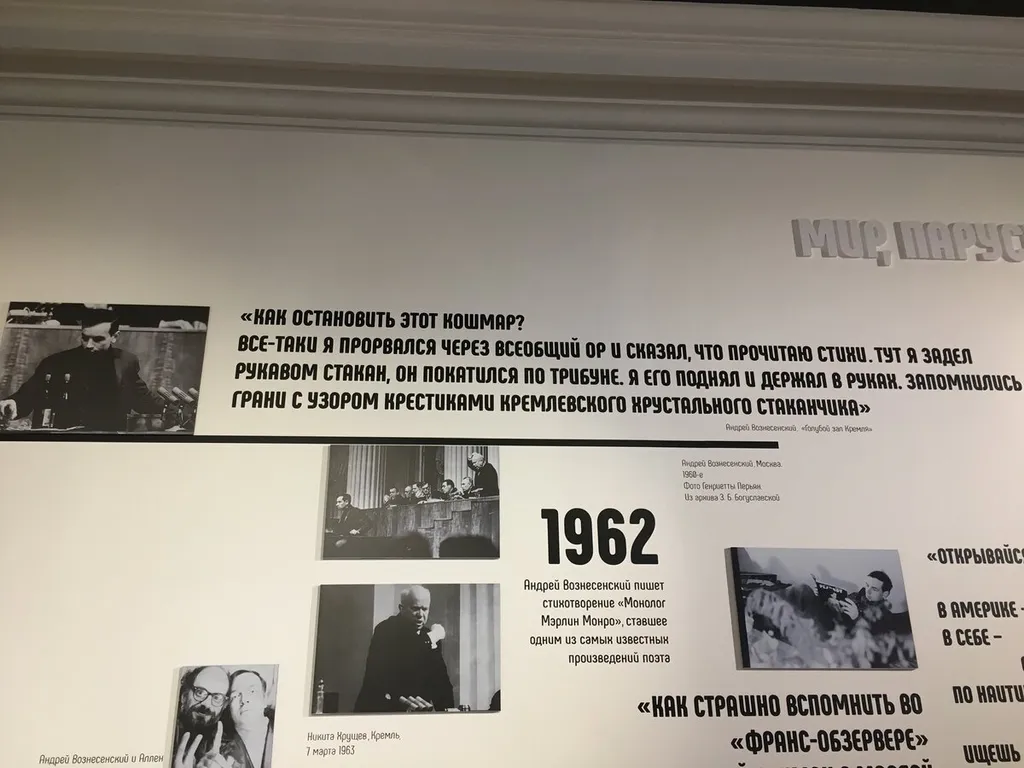 МИР, ПАРУС
«КАК ОСТАНОВИТЬ ЭТОТ КОШМАР?
ВСЕ-ТАКИ Я ПРОРВАЛСЯ ЧЕРЕЗ ВСЕОБЩИЙ ОР И СКАЗАЛ, ЧТО ПРОЧИТАЮ СТИХИ. ТУТ Я ЗАДЕЛ
РУКАВОМ СТАКАН, ОН ПОКАТИЛСЯ ПО ТРИБУНЕ. Я ЕГО ПОДНЯЛ И ДЕРЖАЛ В РУКАХ. ЗАПОМНИЛИСЬ
ГРАНИ С УЗОРОМ КРЕСТИКАМИ КРЕМЛЕВСКОГО ХРУСТАЛЬНОГО СТАКАНЧИКА»
Андрей Вознесенский. «Голубой зал Кремля»
Андрей Вознесенский, Москва.
1960-е
Фото Генриетты Перьян.
Из архива З. Б. Богуславской
1962
Андрей Вознесенский пишет
стихотворение «Монолог
Мэрлин Монро», ставшее
одним из самых известных
произведений поэта
Никита Хрущев, Кремль,
7 марта 1963
Андрей Вознесенский и Аллен
«КАК СТРАШНО ВСПОМНИТЬ ВО
«ФРАНС-ОБЗЕРВЕРЕ»
«ОТКРЫВАЙСЯ
В АМЕРИКЕ –
В СЕБЕ –
ПО НАИТИ
ИЩЕШЬ